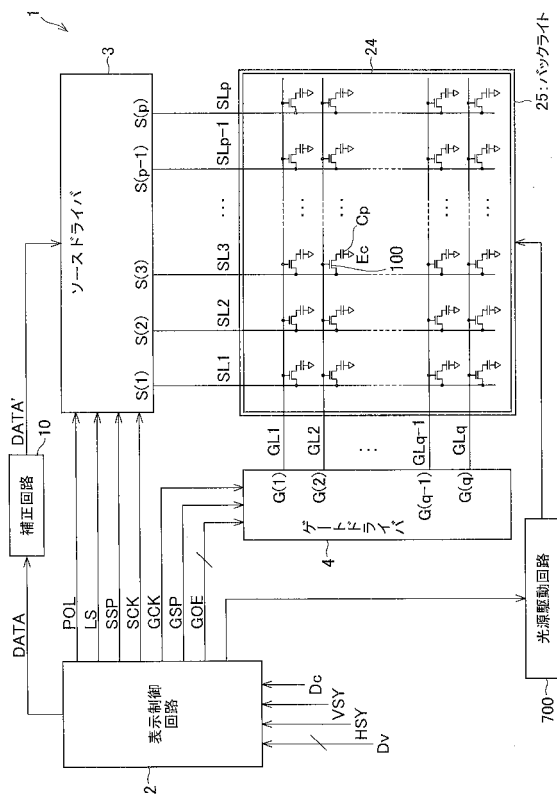 1
3
ソースドライバ
S(1)
S(2)
S(3)
S(p-1)
S(p)
DATA'
10
補正回路
DATA
SL1
SL2
SL3
...
SLp-1
SLp
24
25:バックライト
POL
LS
SSP
SCK
GCK
GSP
GOE
... ...
Cp
Ec
100
... ...
表示制御
回路
2
Dc
VSY
HSY
Dv
GL1
GL2
...
GLq-1
GLq
G(1)
G(2)
G(q-1)
G(q)
ゲートドライバ
4
光源駆動回路
700